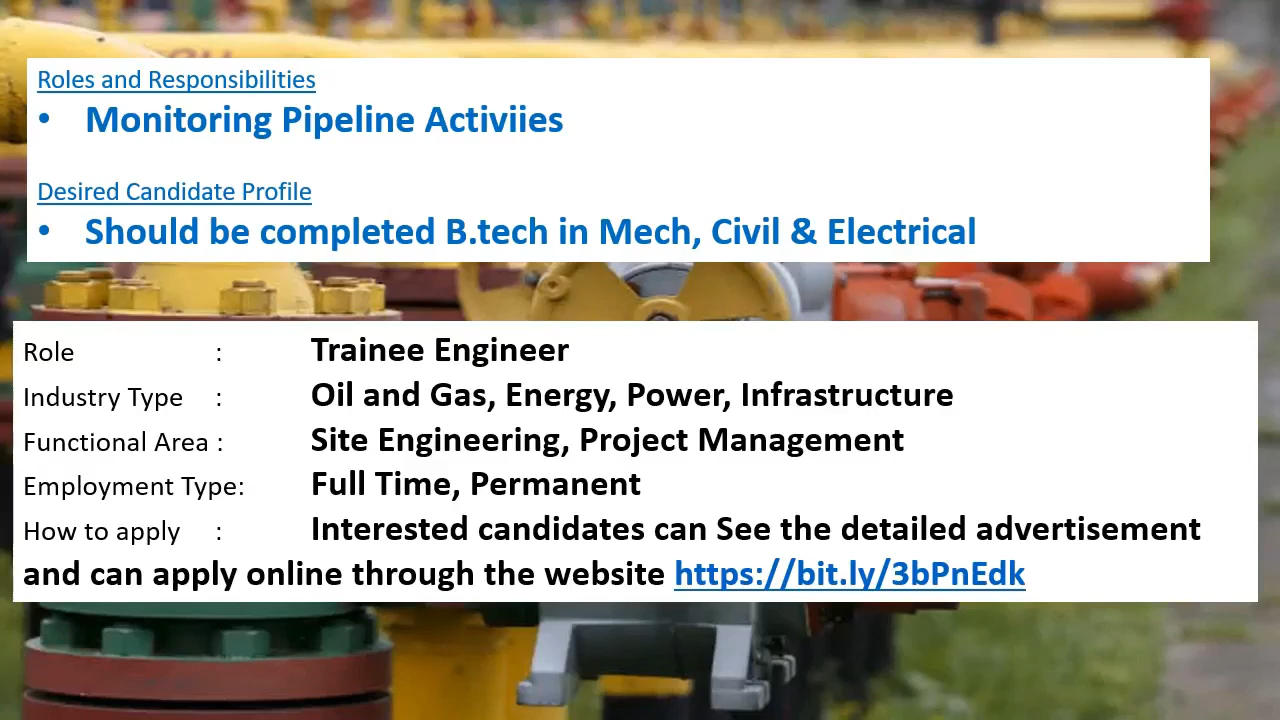 Roles and Responsibilities
• Monitoring Pipeline Activiies
Desired Candidate Profile
• Should be completed B.tech in Mech, Civil & Electrical
Role : Trainee Engineer
Industry Type : Oil and Gas, Energy, Power, Infrastructure
Functional Area : Site Engineering, Project Management
Employment Type: Full Time, Permanent
How to apply : Interested candidates can See the detailed advertisement
and can apply online through the website https://bit.ly/3bPnEdk